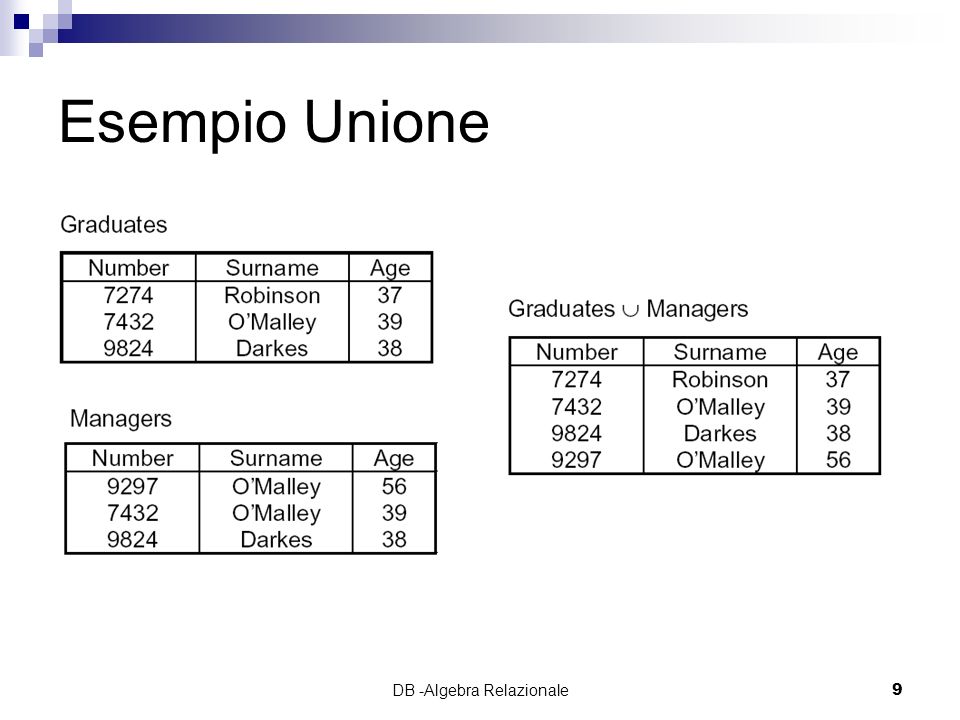 Esempio Unione
Graduates
Number Surname Age
7274 Robinson 37
7432 O’Malley 39
9824 Darkes 38
Managers
Number Surname Age
9297 O’Malley 56
7432 O’Malley 39
9824 Darkes 38
Graduates ∪ Managers
Number Surname Age
7274 Robinson 37
7432 O’Malley 39
9824 Darkes 38
9297 O’Malley 56
DB -Algebra Relazionale 9